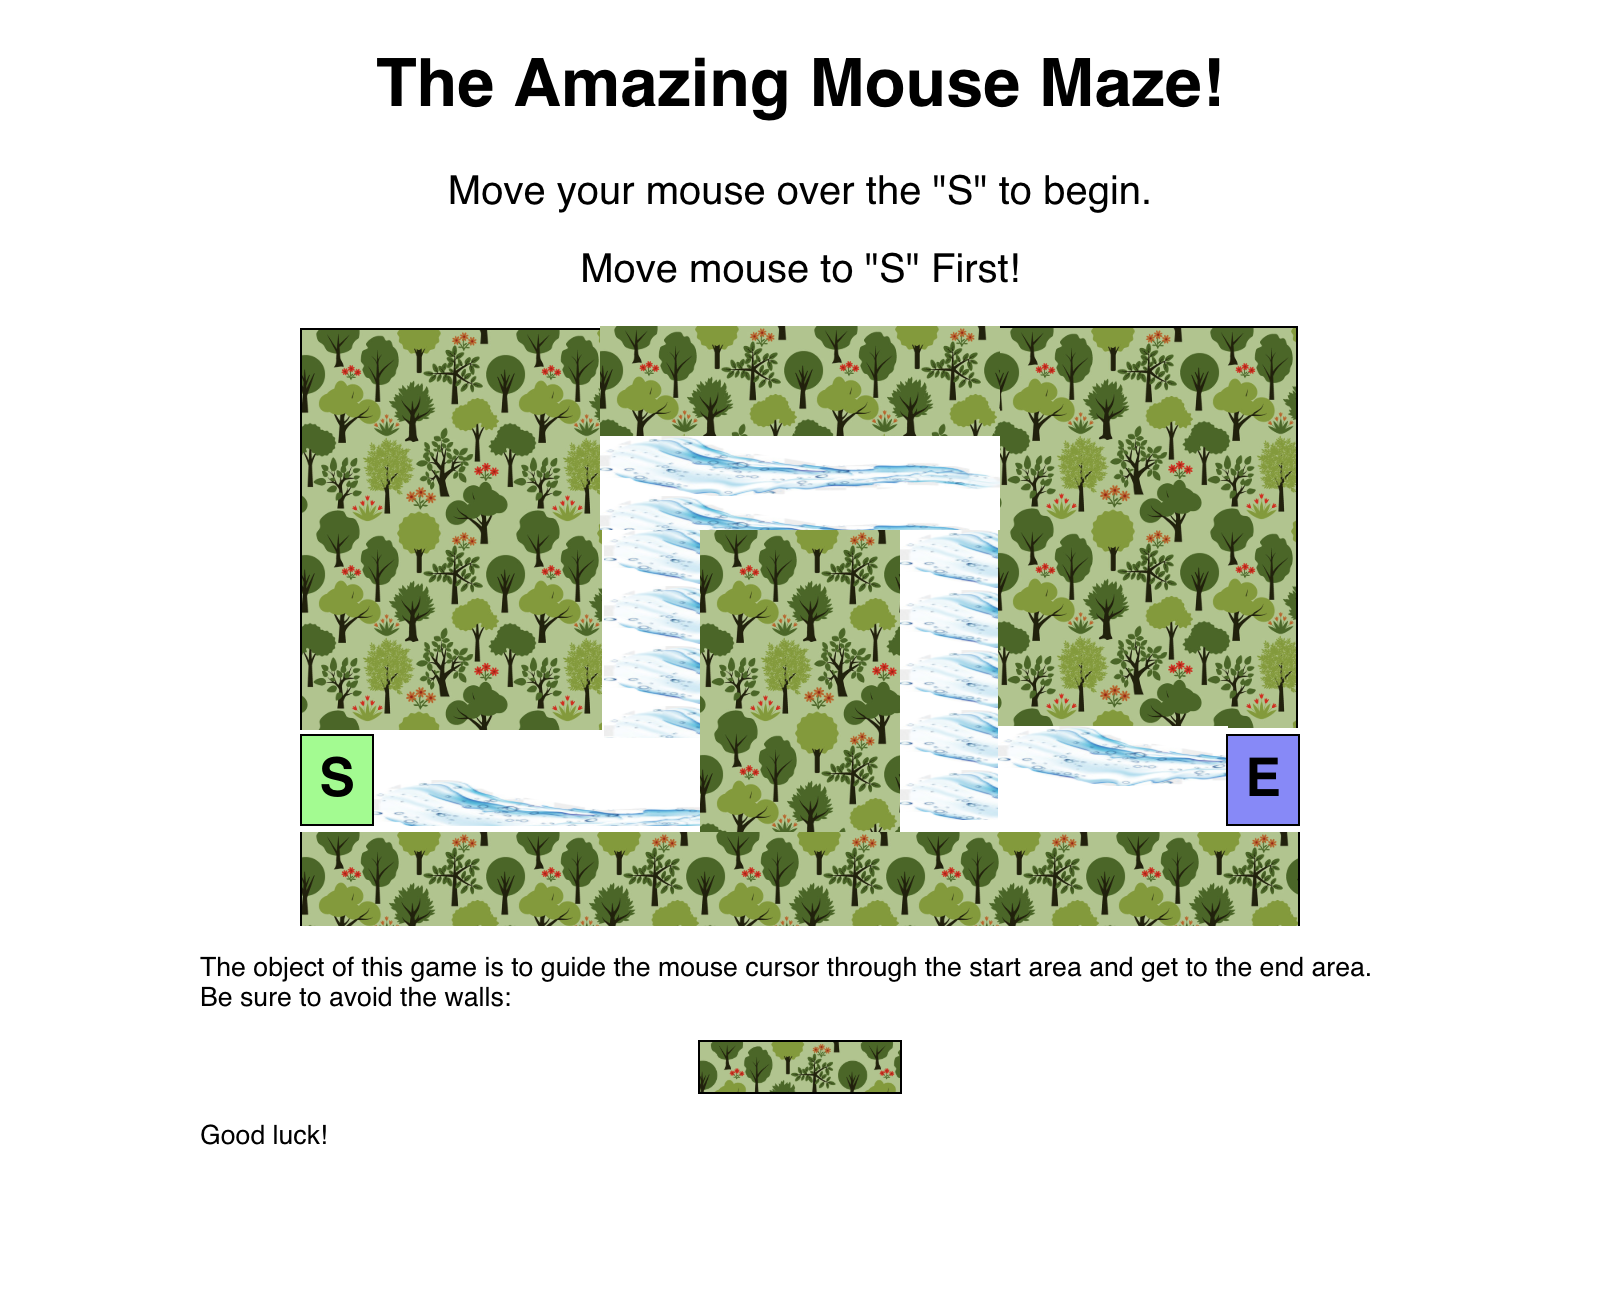 The Amazing Mouse Maze!
Move your mouse over the "S" to begin.
Move mouse to "S" First!
S
E
The object of this game is to guide the mouse cursor through the start area and get to the end area.
Be sure to avoid the walls:
Good luck!